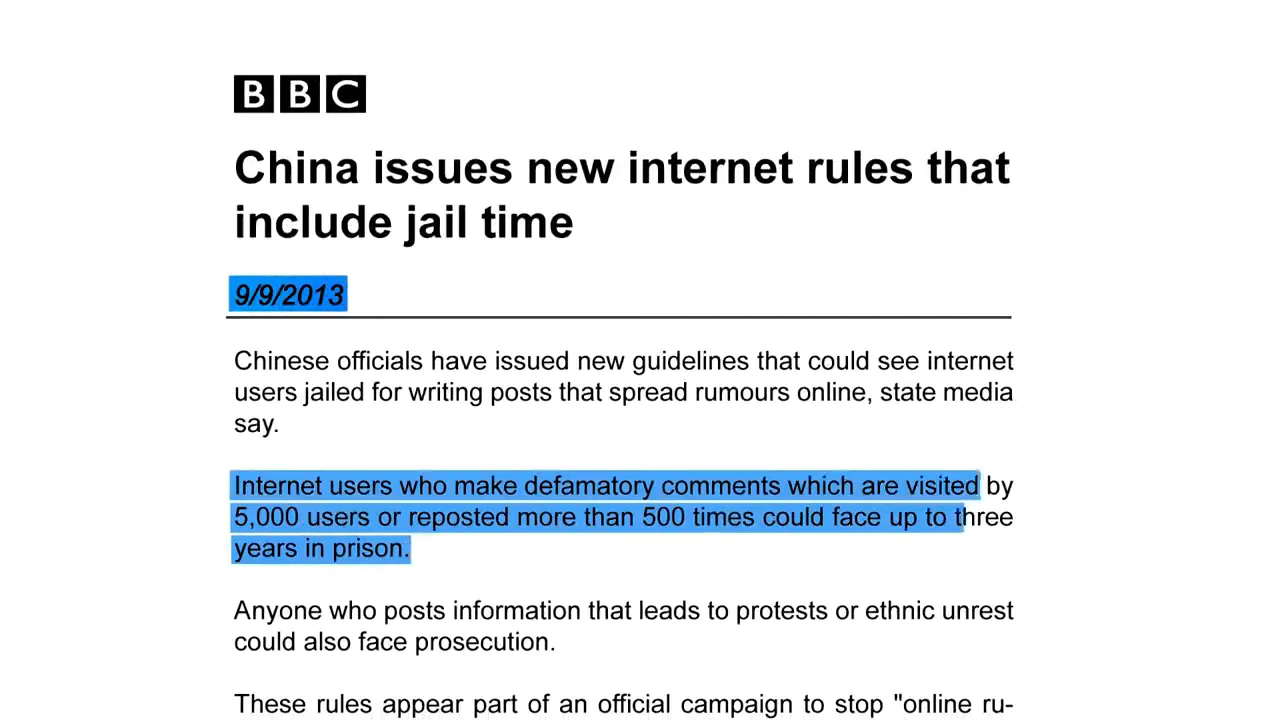 BBC
China issues new internet rules that
include jail time
9/9/2013
Chinese officials have issued new guidelines that could see internet
users jailed for writing posts that spread rumours online, state media
say.
Internet users who make defamatory comments which are visited by
5,000 users or reposted more than 500 times could face up to three
years in prison.
Anyone who posts information that leads to protests or ethnic unrest
could also face prosecution.
These rules appear part of an official campaign to stop "online ru-